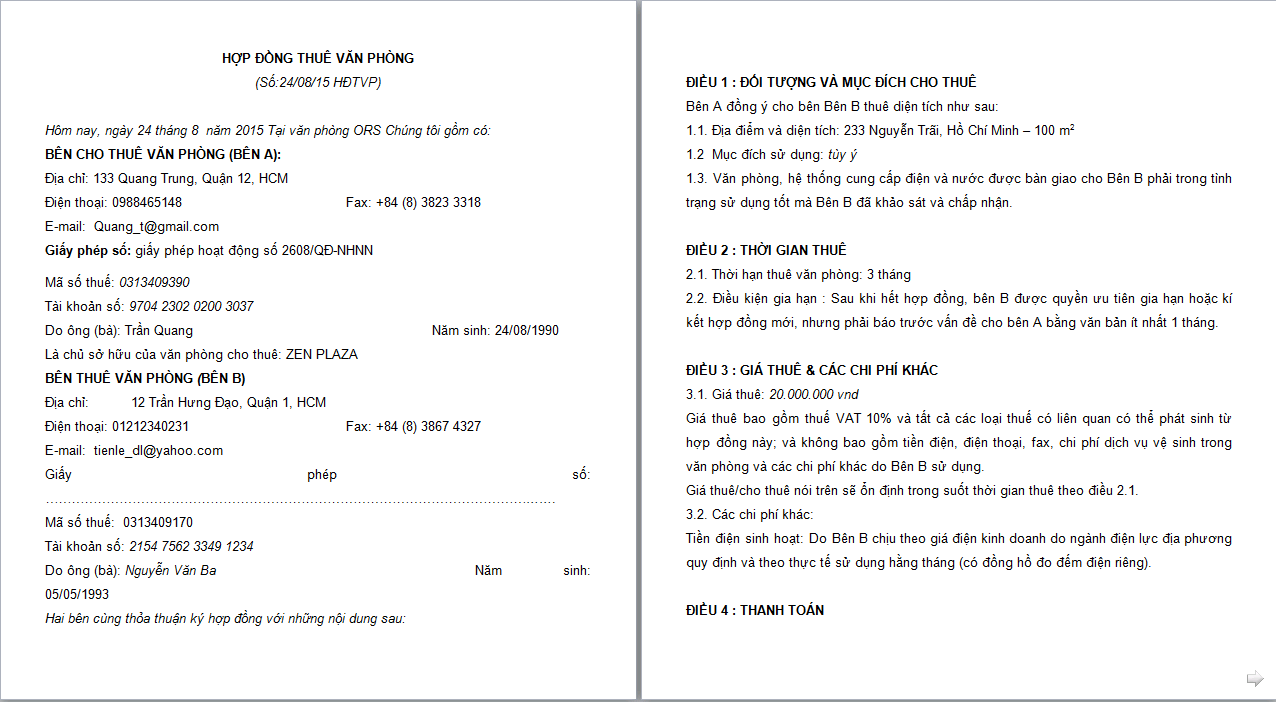 HỢP ĐỒNG THUÊ VĂN PHÒNG
(Số:24/08/15 HĐTVP)
Hôm nay, ngày 24 tháng 8 năm 2015 Tại văn phòng ORS Chúng tôi gồm có:
BÊN CHO THUÊ VĂN PHÒNG (BÊN A):
Địa chỉ: 133 Quang Trung, Quận 12, HCM
Điện thoại: 0988465148 Fax: +84 (8) 3823 3318
E-mail: Quang_t@gmail.com
Giấy phép số: giấy phép hoạt động số 2608/QĐ-NHNN
Mã số thuế: 0313409390
Tài khoản số: 9704 2302 0200 3037
Do ông (bà): Trần Quang Năm sinh: 24/08/1990
Là chủ sở hữu của văn phòng cho thuê: ZEN PLAZA
BÊN THUÊ VĂN PHÒNG (BÊN B)
Địa chỉ: 12 Trần Hưng Đạo, Quận 1, HCM
Điện thoại: 01212340231 Fax: +84 (8) 3867 4327
E-mail: tienle_dl@yahoo.com
Giấy phép số:
……………………………………………………………………………………………………
Mã số thuế: 0313409170
Tài khoản số: 2154 7562 3349 1234
Do ông (bà): Nguyễn Văn Ba Năm sinh:
05/05/1993
Hai bên cùng thỏa thuận ký hợp đồng với những nội dung sau:
ĐIỀU 1 : ĐỐI TƯỢNG VÀ MỤC ĐÍCH CHO THUÊ
Bên A đồng ý cho bên Bên B thuê diện tích như sau:
1.1. Địa điểm và diện tích: 233 Nguyễn Trãi, Hồ Chí Minh – 100 m²
1.2 Mục đích sử dụng: tùy ý
1.3. Văn phòng, hệ thống cung cấp điện và nước được bàn giao cho Bên B phải trong tình
trạng sử dụng tốt mà Bên B đã khảo sát và chấp nhận.
ĐIỀU 2 : THỜI GIAN THUÊ
2.1. Thời hạn thuê văn phòng: 3 tháng
2.2. Điều kiện gia hạn : Sau khi hết hợp đồng, bên B được quyền ưu tiên gia hạn hoặc kí
kết hợp đồng mới, nhưng phải báo trước vấn đề cho bên A bằng văn bản ít nhất 1 tháng.
ĐIỀU 3 : GIÁ THUÊ & CÁC CHI PHÍ KHÁC
3.1. Giá thuê: 20.000.000 vnd
Giá thuê bao gồm thuế VAT 10% và tất cả các loại thuế có liên quan có thể phát sinh từ
hợp đồng này; và không bao gồm tiền điện, điện thoại, fax, chi phí dịch vụ vệ sinh trong
văn phòng và các chi phí khác do Bên B sử dụng.
Giá thuê/cho thuê nói trên sẽ ổn định trong suốt thời gian thuê theo điều 2.1.
3.2. Các chi phí khác:
Tiền điện sinh hoạt: Do Bên B chịu theo giá điện kinh doanh do ngành điện lực địa phương
quy định và theo thực tế sử dụng hằng tháng (có đồng hồ đo đếm điện riêng).
ĐIỀU 4 : THANH TOÁN